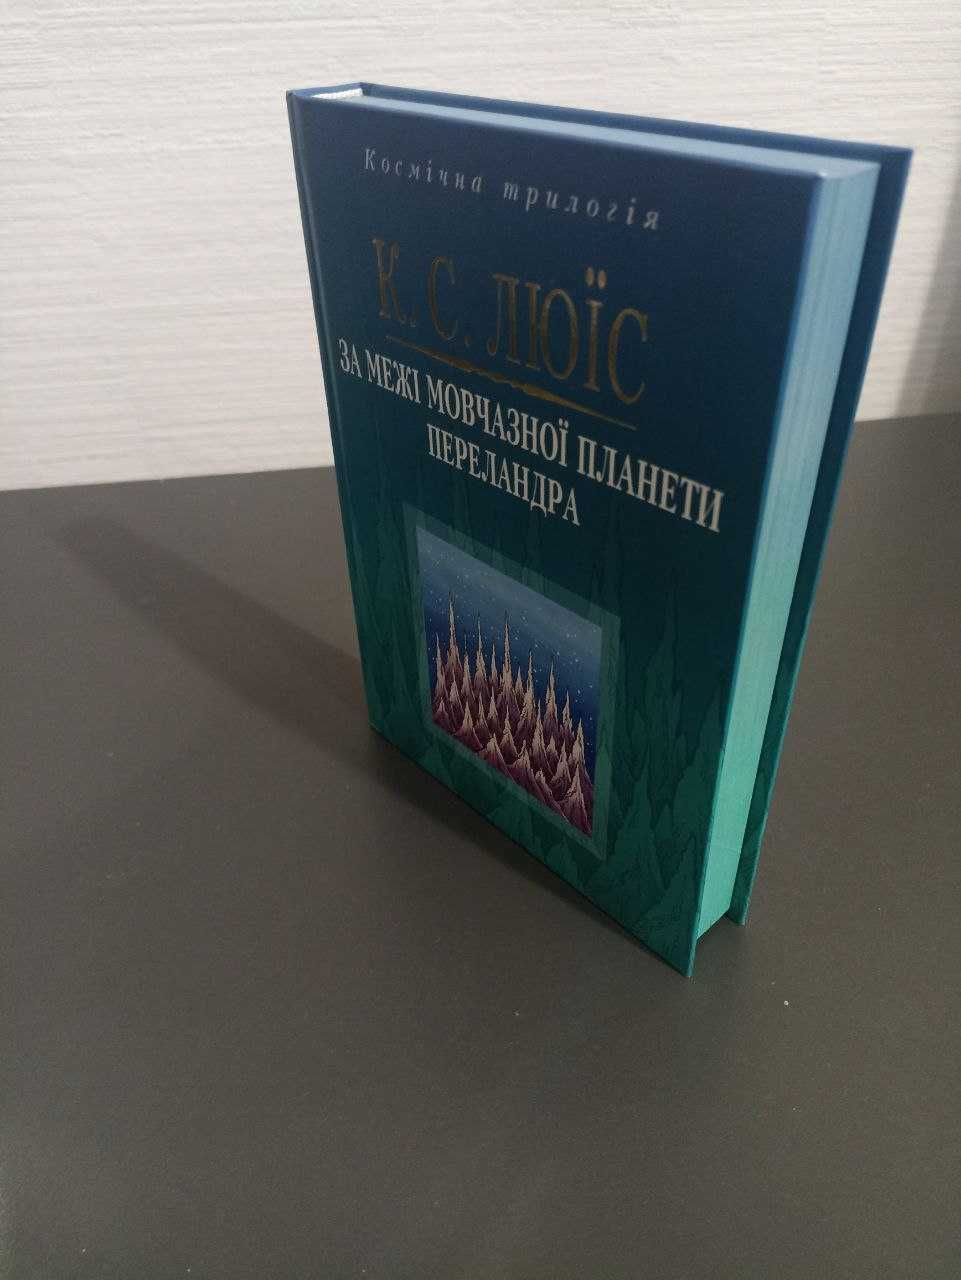 Космічна трилогія
К. С. ЛЮЇС
ЗА МЕЖІ МОВЧАЗНОЇ ПЛАНЕТИ
ПЕРЕЛАНДРА